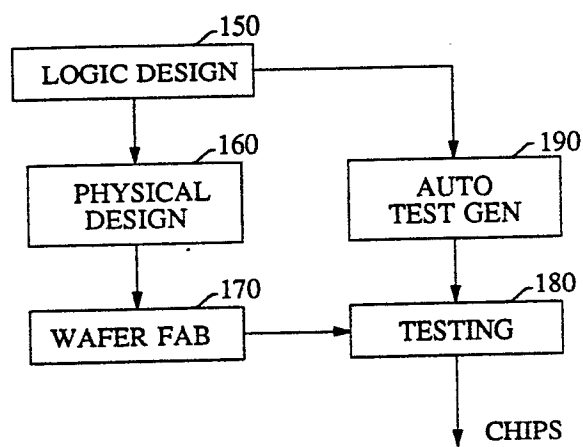 150
LOGIC DESIGN
160
190
PHYSICAL
DESIGN
AUTO
TEST GEN
170
180
WAFER FAB
TESTING
CHIPS